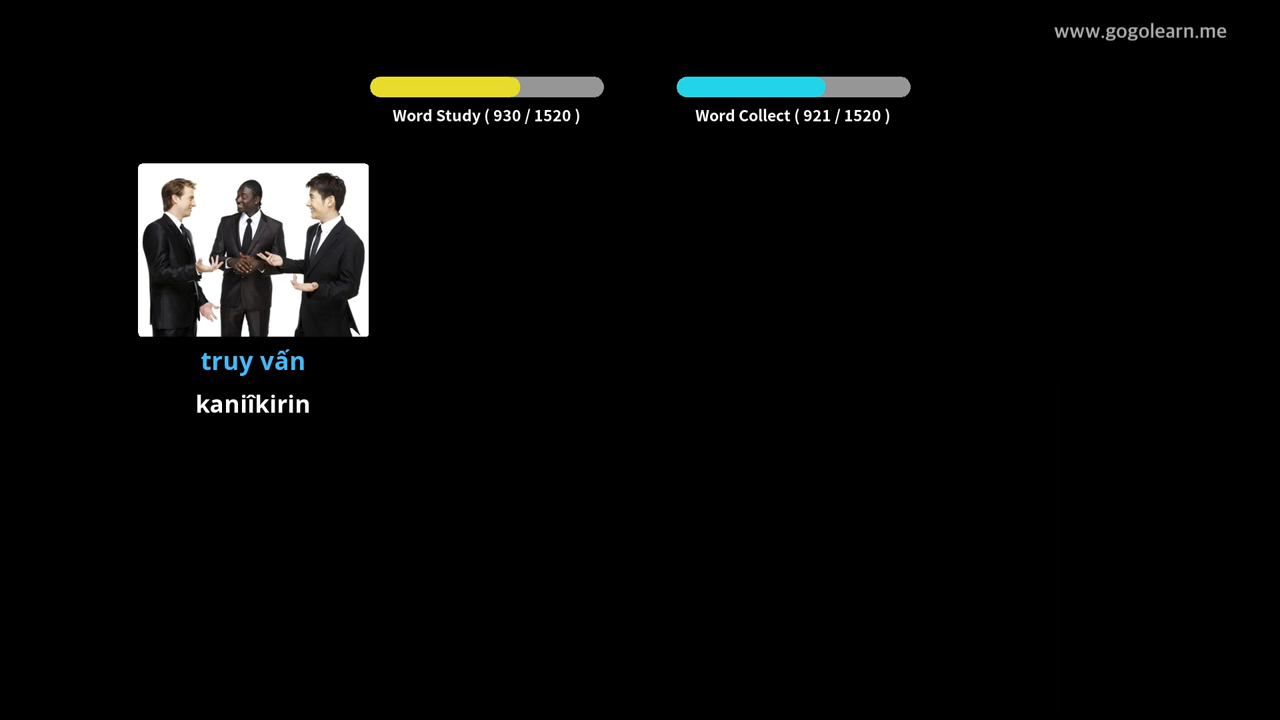 www.gogolearn.me
Word Study ( 930 / 1520 )
Word Collect ( 921 / 1520 )
truy vấn
kaniîkirin